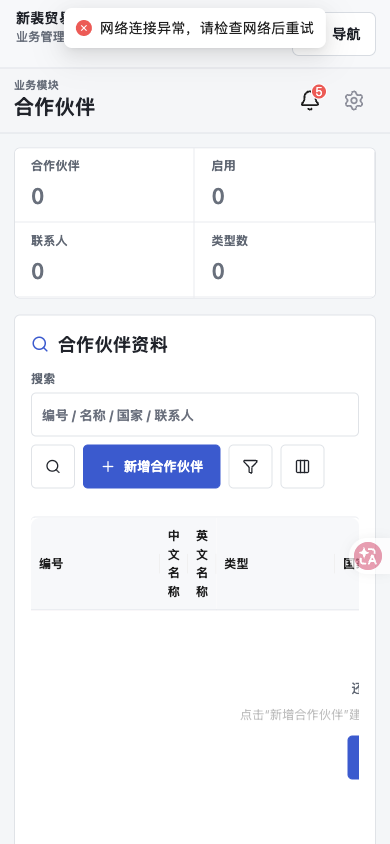 新装贸易
网络连接异常，请检查网络后重试
业务管理
导航
业务模块
合作伙伴
5
合作伙伴
启用
0
0
联系人
类型数
0
0
合作伙伴资料
搜索
编号 / 名称 / 国家 / 联系人
新增合作伙伴
编号
中文名称
英文名称
类型
国
还
点击“新增合作伙伴”建